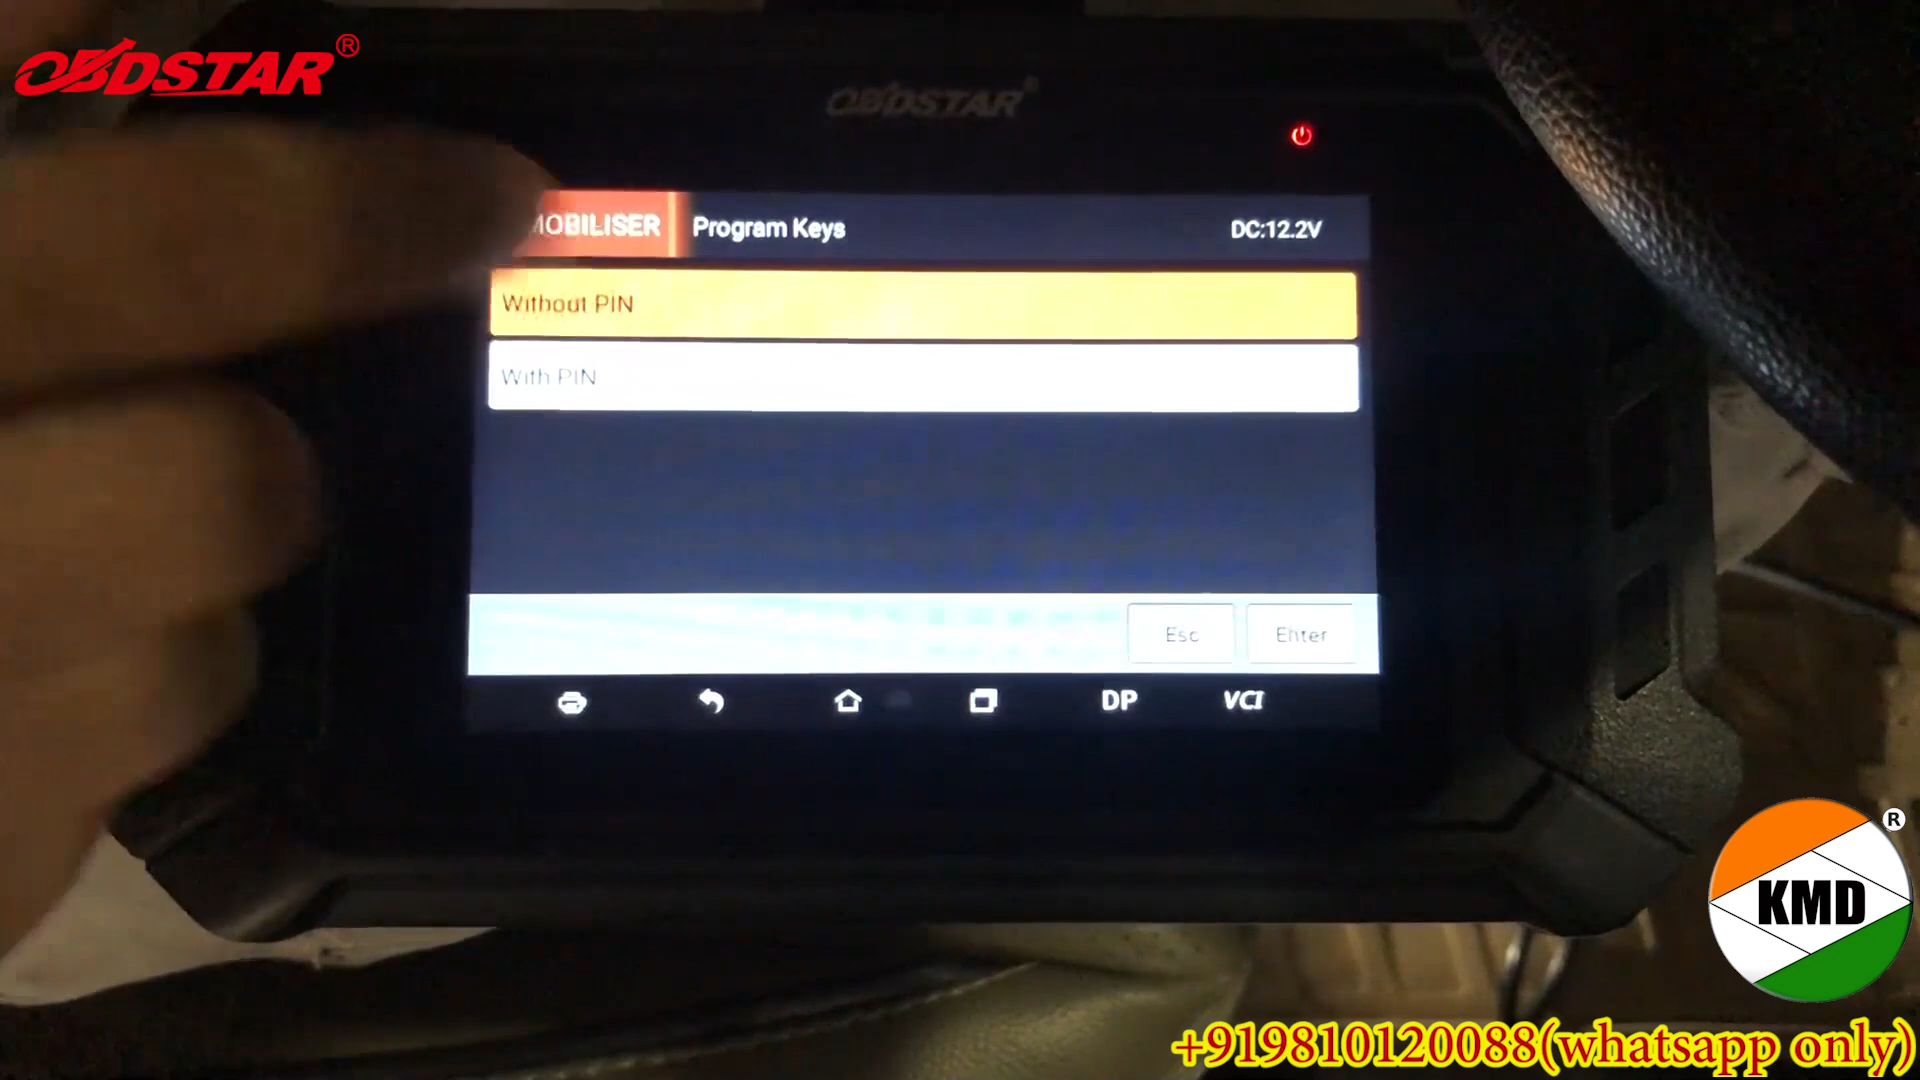 OBDSTAR®
OBDSTAR®
MOBILISER Program Keys DC:12.2V
Without PIN
With PIN
Esc Enter
DP VCI
KMD ®
+919810120088(whatsapp only)